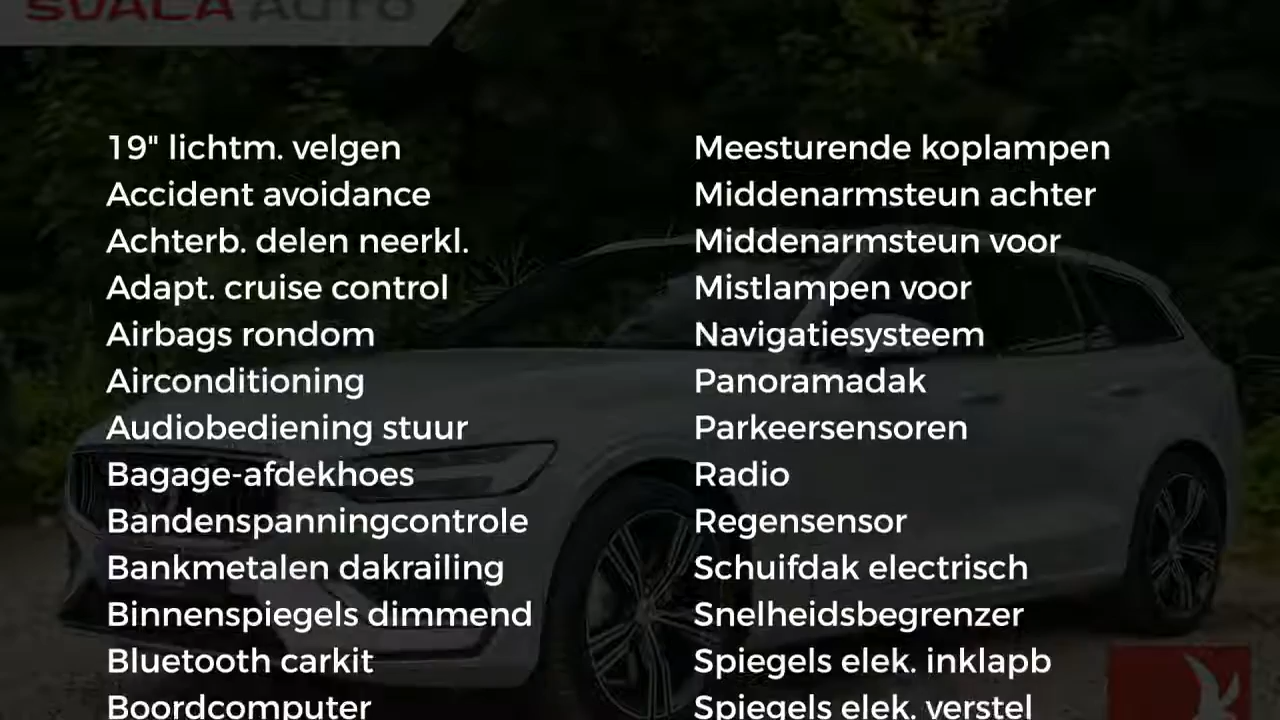 SVALA AUTO
19" lichtm. velgen
Accident avoidance
Achterb. delen neerkl.
Adapt. cruise control
Airbags rondom
Airconditioning
Audiobediening stuur
Bagage-afdekhoes
Bandenspanningcontrole
Bankmetalen dakrailing
Binnenspiegels dimmend
Bluetooth carkit
Boordcomputer
Meesturende koplampen
Middenarmsteun achter
Middenarmsteun voor
Mistlampen voor
Navigatiesysteem
Panoramadak
Parkeersensoren
Radio
Regensensor
Schuifdak electrisch
Snelheidsbegrenzer
Spiegels elek. inklapb
Spiegels elek. verstel